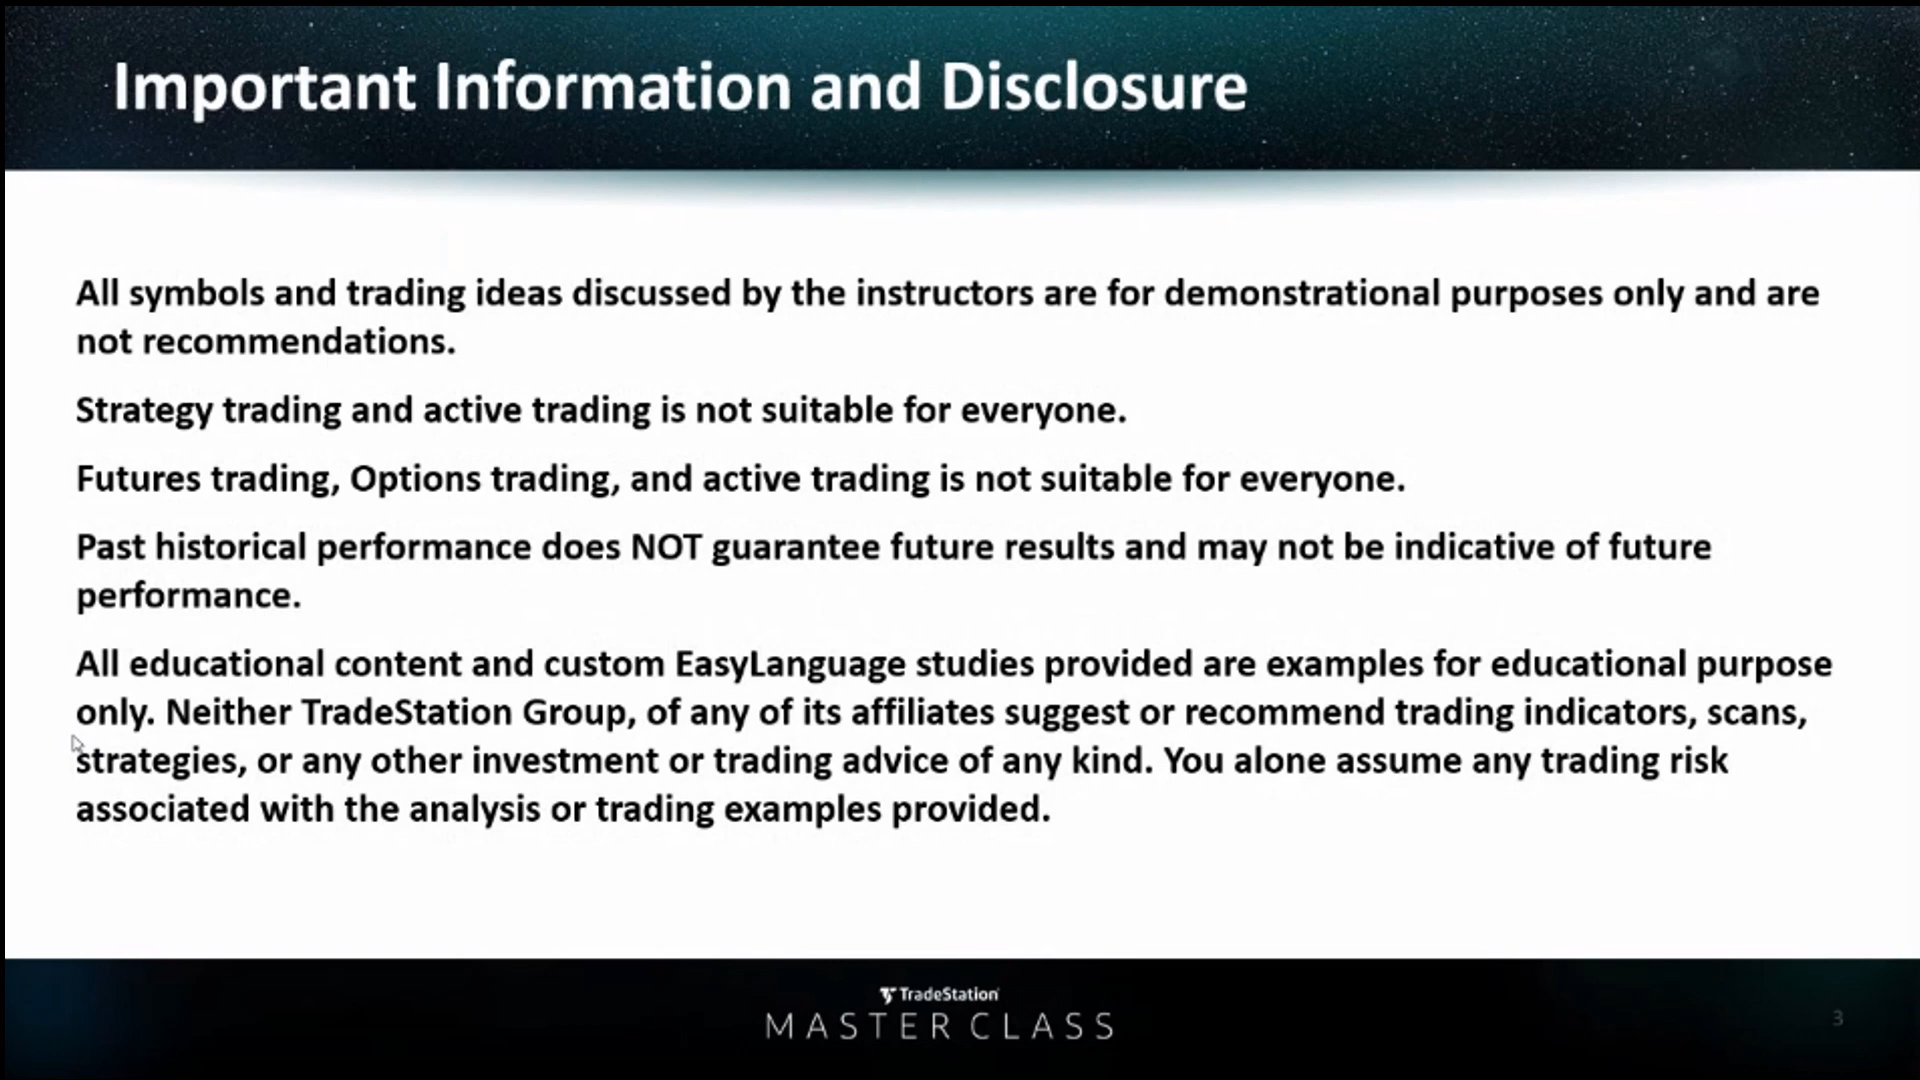 Important Information and Disclosure
All symbols and trading ideas discussed by the instructors are for demonstrational purposes only and are
not recommendations.
Strategy trading and active trading is not suitable for everyone.
Futures trading, Options trading, and active trading is not suitable for everyone.
Past historical performance does NOT guarantee future results and may not be indicative of future
performance.
All educational content and custom EasyLanguage studies provided are examples for educational purpose
only. Neither TradeStation Group, of any of its affiliates suggest or recommend trading indicators, scans,
strategies, or any other investment or trading advice of any kind. You alone assume any trading risk
associated with the analysis or trading examples provided.
TradeStation
MASTER CLASS
3